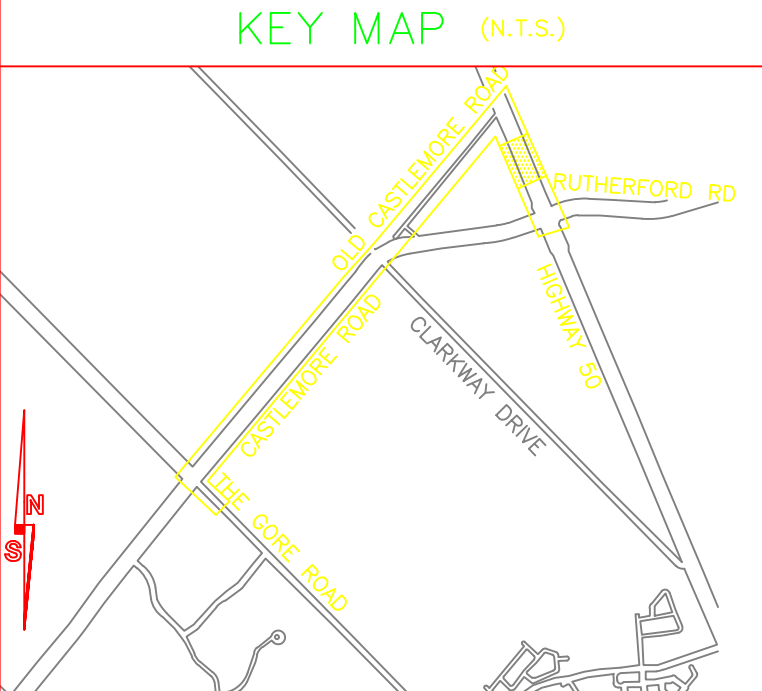 KEY MAP (N.T.S.)
OLD CASTLEMORE ROAD
RUTHERFORD RD
HIGHWAY 50
CASTLEMORE ROAD
CLARKWAY DRIVE
THE GORE ROAD
N
S